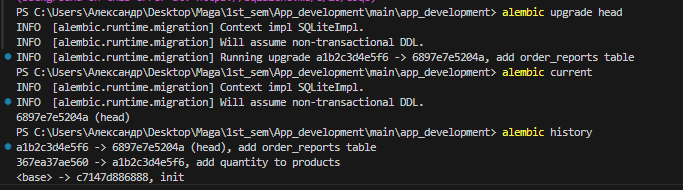 PS C:\Users\Александр\Desktop\Maga\1st_sem\App_development\main\app_development> alembic upgrade head
INFO  [alembic.runtime.migration] Context impl SQLiteImpl.
INFO  [alembic.runtime.migration] Will assume non-transactional DDL.
INFO  [alembic.runtime.migration] Running upgrade a1b2c3d4e5f6 -> 6897e7e5204a, add order_reports table
PS C:\Users\Александр\Desktop\Maga\1st_sem\App_development\main\app_development> alembic current
INFO  [alembic.runtime.migration] Context impl SQLiteImpl.
INFO  [alembic.runtime.migration] Will assume non-transactional DDL.
6897e7e5204a (head)
PS C:\Users\Александр\Desktop\Maga\1st_sem\App_development\main\app_development> alembic history
a1b2c3d4e5f6 -> 6897e7e5204a (head), add order_reports table
367ea37ae560 -> a1b2c3d4e5f6, add quantity to products
<base> -> c7147d886888, init